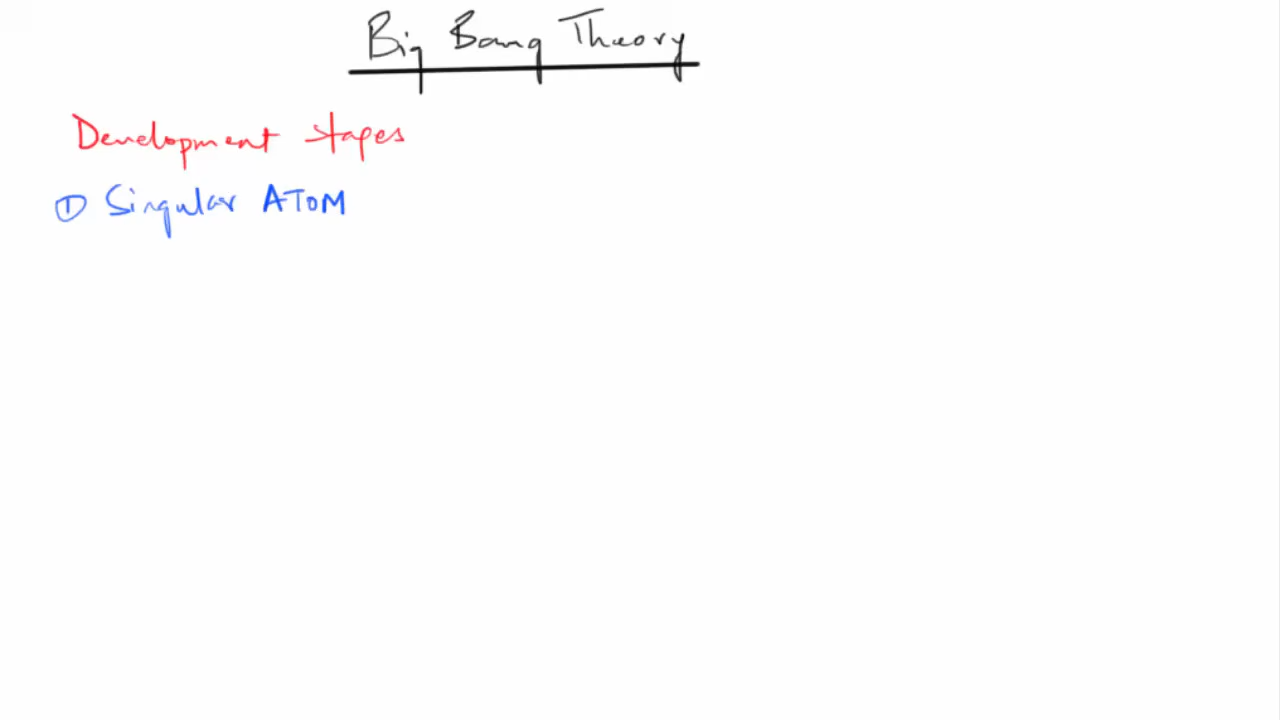 Big Bang Theory
Development stages
① Singular ATOM